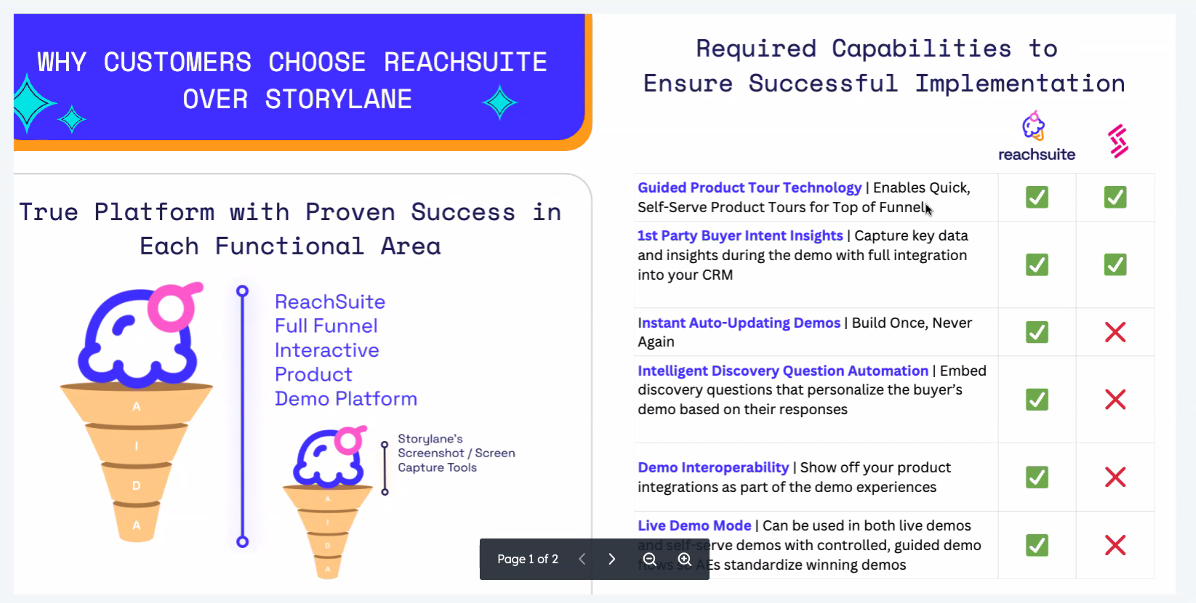 WHY CUSTOMERS CHOOSE REACHSUITE
OVER STORYLANE
True Platform with Proven Success in
Each Functional Area
A
I
D
A
ReachSuite
Full Funnel
Interactive
Product
Demo Platform
A
I
D
A
Storylane's
Screenshot / Screen
Capture Tools
Required Capabilities to
Ensure Successful Implementation
reachsuite
Guided Product Tour Technology | Enables Quick,
Self-Serve Product Tours for Top of Funnel
1st Party Buyer Intent Insights | Capture key data
and insights during the demo with full integration
into your CRM
Instant Auto-Updating Demos | Build Once, Never
Again
Intelligent Discovery Question Automation | Embed
discovery questions that personalize the buyer's
demo based on their responses
Demo Interoperability | Show off your product
integrations as part of the demo experiences
Live Demo Mode | Can be used in both live demos
and self-serve demos with controlled, guided demo
flows so AEs standardize winning demos
Page 1 of 2